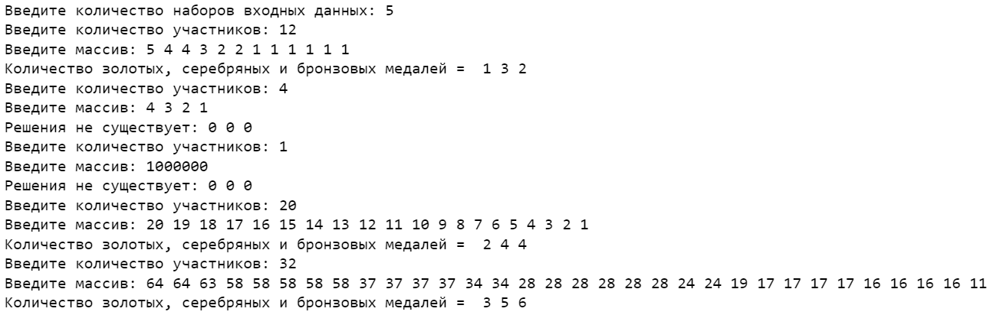 Введите количество наборов входных данных: 5
Введите количество участников: 12
Введите массив: 5 4 4 3 2 2 1 1 1 1 1 1
Количество золотых, серебряных и бронзовых медалей =  1 3 2
Введите количество участников: 4
Введите массив: 4 3 2 1
Решения не существует: 0 0 0
Введите количество участников: 1
Введите массив: 1000000
Решения не существует: 0 0 0
Введите количество участников: 20
Введите массив: 20 19 18 17 16 15 14 13 12 11 10 9 8 7 6 5 4 3 2 1
Количество золотых, серебряных и бронзовых медалей =  2 4 4
Введите количество участников: 32
Введите массив: 64 64 63 58 58 58 58 58 37 37 37 37 34 34 28 28 28 28 28 28 24 24 19 17 17 17 17 16 16 16 16 11
Количество золотых, серебряных и бронзовых медалей =  3 5 6